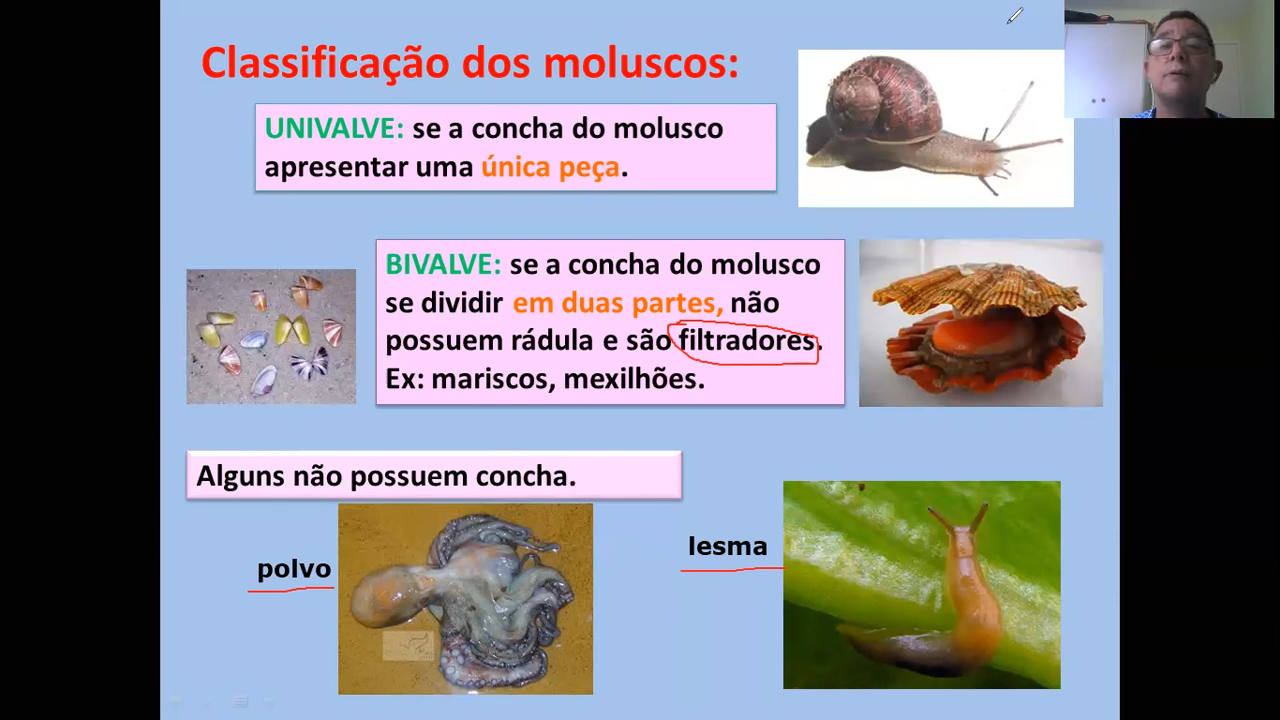 Classificação dos moluscos:
UNIVALVE: se a concha do molusco
apresentar uma única peça.
BIVALVE: se a concha do molusco
se dividir em duas partes, não
possuem rádula e são filtradores.
Ex: mariscos, mexilhões.
Alguns não possuem concha.
polvo
lesma